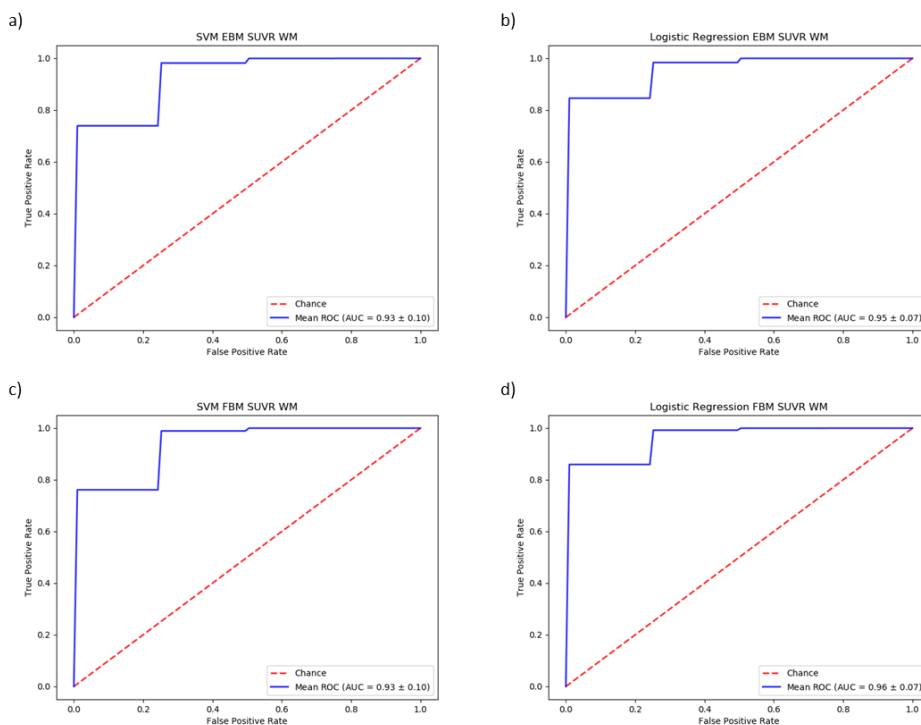 a)
SVM EBM SUVR WM
1.0
0.8
0.6
0.4
0.2
0.0
True Positive Rate
0.0 0.2 0.4 0.6 0.8 1.0
False Positive Rate
Chance
Mean ROC (AUC = 0.93 ± 0.10)
b)
Logistic Regression EBM SUVR WM
1.0
0.8
0.6
0.4
0.2
0.0
True Positive Rate
0.0 0.2 0.4 0.6 0.8 1.0
False Positive Rate
Chance
Mean ROC (AUC = 0.95 ± 0.07)
c)
SVM FBM SUVR WM
1.0
0.8
0.6
0.4
0.2
0.0
True Positive Rate
0.0 0.2 0.4 0.6 0.8 1.0
False Positive Rate
Chance
Mean ROC (AUC = 0.93 ± 0.10)
d)
Logistic Regression FBM SUVR WM
1.0
0.8
0.6
0.4
0.2
0.0
True Positive Rate
0.0 0.2 0.4 0.6 0.8 1.0
False Positive Rate
Chance
Mean ROC (AUC = 0.96 ± 0.07)